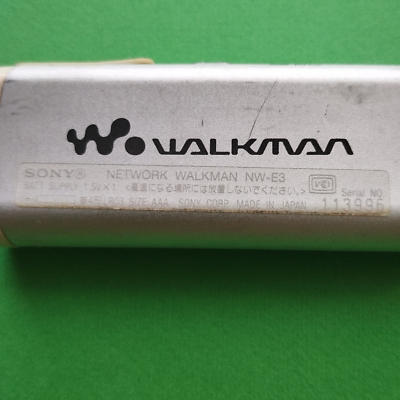 WALKMAN
SONY® NETWORK WALKMAN NW-E3
BATT SUPPLY 1.5V×1 <高温になる場所には放置しないでください。> VCI Serial NO.
R03 SIZE AAA SONY CORP. MADE IN JAPAN 113996